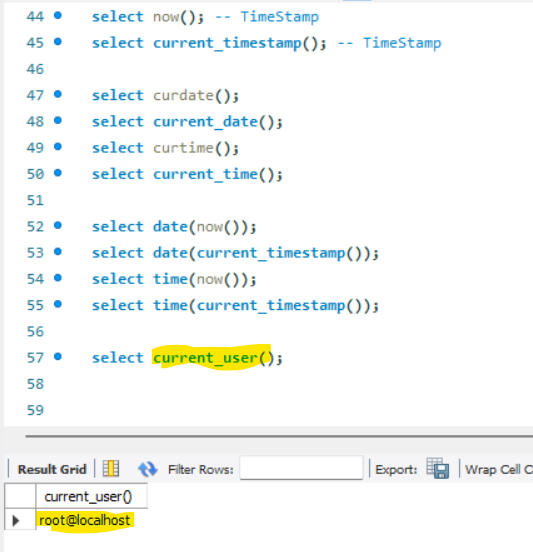 44 select now(); -- TimeStamp
45 select current_timestamp(); -- TimeStamp
46
47 select curdate();
48 select current_date();
49 select curtime();
50 select current_time();
51
52 select date(now());
53 select date(current_timestamp());
54 select time(now());
55 select time(current_timestamp());
56
57 select current_user();
58
59
Result Grid Filter Rows: Export: Wrap Cell C
current_user()
root@localhost